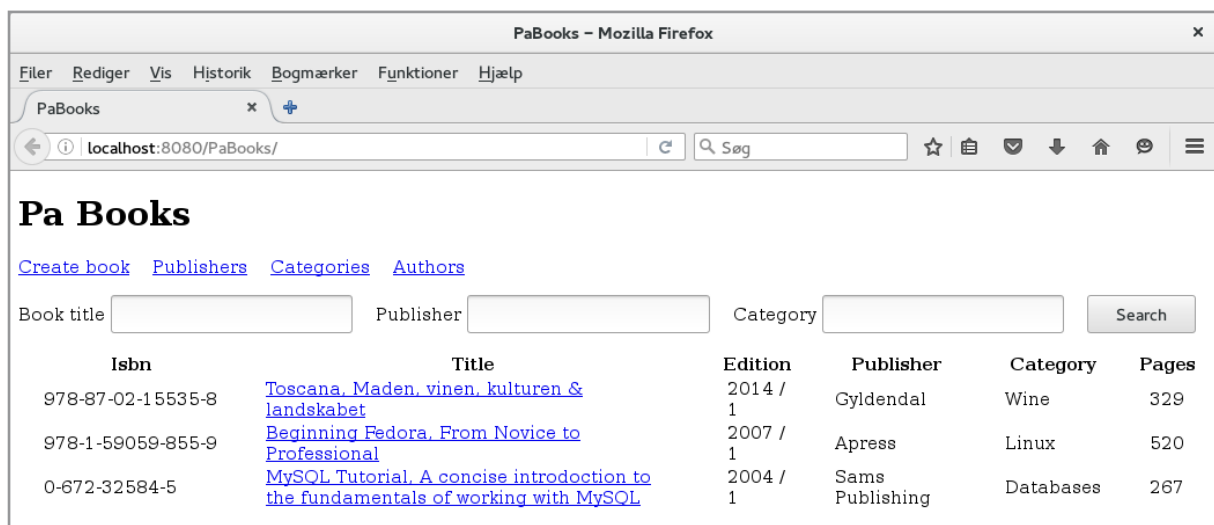 PaBooks – Mozilla Firefox ×
Filer Rediger Vis Historik Bogmærker Funktioner Hjælp
PaBooks ×
localhost:8080/PaBooks/ Søg
Pa Books
Create book Publishers Categories Authors
Book title Publisher Category Search
Isbn Title Edition Publisher Category Pages
978-87-02-15535-8 Toscana, Maden, vinen, kulturen & landskabet 2014 / 1 Gyldendal Wine 329
978-1-59059-855-9 Beginning Fedora, From Novice to Professional 2007 / 1 Apress Linux 520
0-672-32584-5 MySQL Tutorial, A concise introdoction to the fundamentals of working with MySQL 2004 / 1 Sams Publishing Databases 267